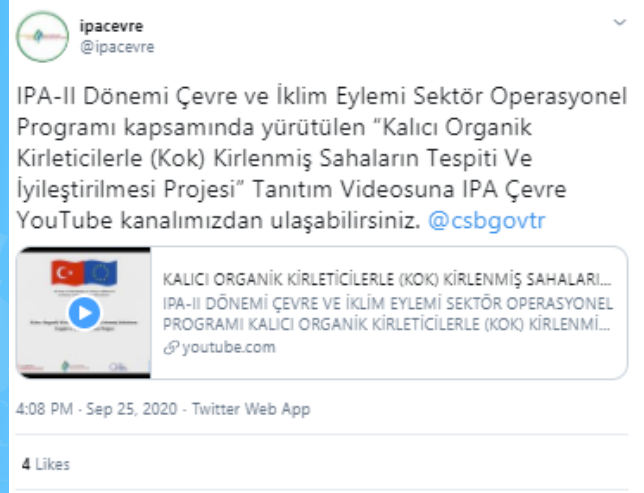 ipacevre
@ipacevre
IPA-II Dönemi Çevre ve İklim Eylemi Sektör Operasyonel
Programı kapsamında yürütülen “Kalıcı Organik
Kirleticilerle (Kok) Kirlenmiş Sahaların Tespiti Ve
İyileştirilmesi Projesi” Tanıtım Videosuna IPA Çevre
YouTube kanalımızdan ulaşabilirsiniz. @csbgovtr
KALICI ORGANİK KİRLETİCİLERLE (KOK) KİRLENMİŞ SAHALARI...
IPA-II DÖNEMİ ÇEVRE VE İKLİM EYLEMİ SEKTÖR OPERASYONEL
PROGRAMI KALICI ORGANİK KİRLETİCİLERLE (KOK) KİRLENMİ...
youtube.com
4:08 PM · Sep 25, 2020 · Twitter Web App
4 Likes